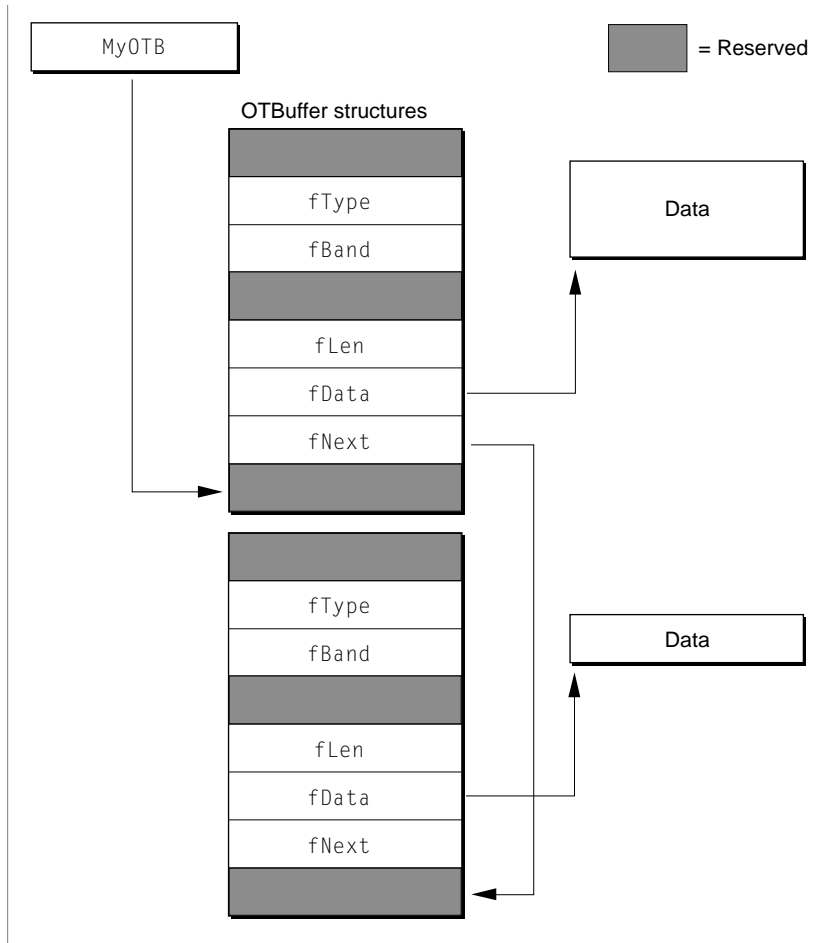 MyOTB
= Reserved
OTBuffer structures
fType
fBand
fLen
fData
fNext
Data
fType
fBand
fLen
fData
fNext
Data